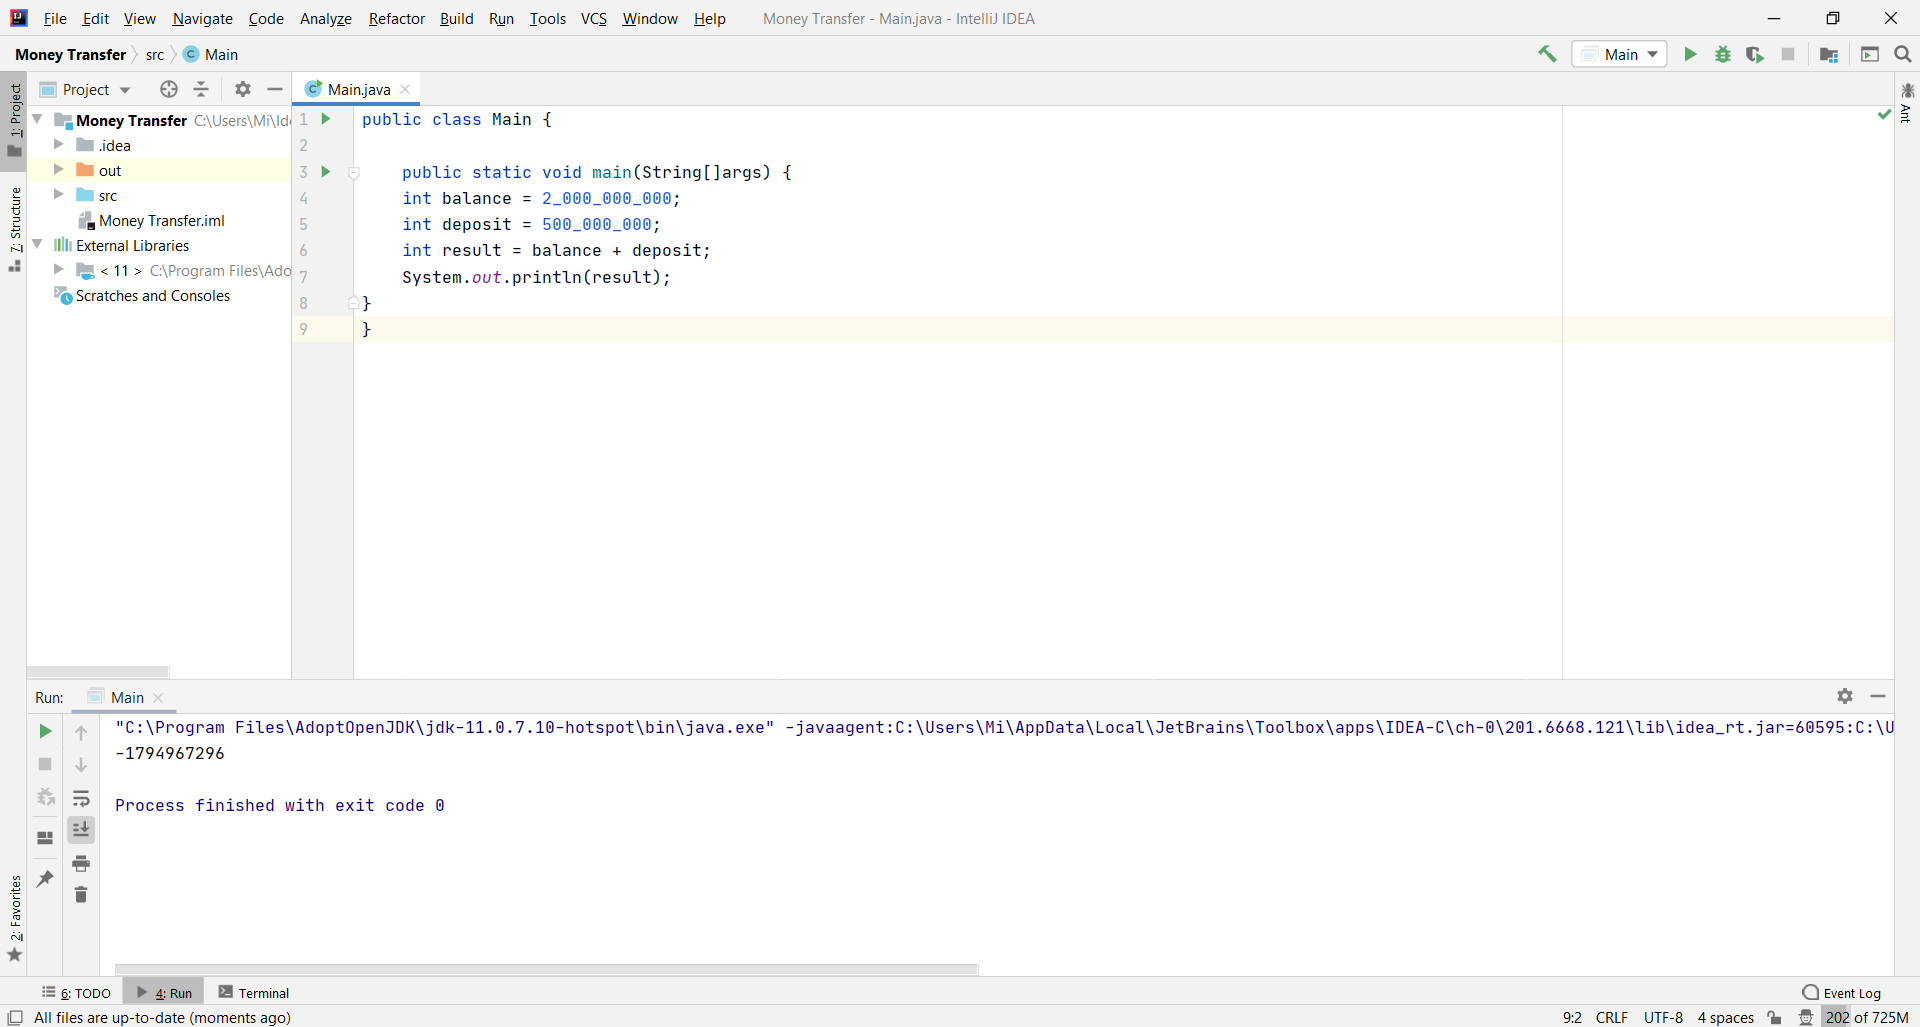 File Edit View Navigate Code Analyze Refactor Build Run Tools VCS Window Help Money Transfer - Main.java - IntelliJ IDEA
Money Transfer src Main
Main
1: Project
Project
Main.java
Ant
Money Transfer C:\Users\Mi\Id
.idea
out
src
Money Transfer.iml
External Libraries
< 11 > C:\Program Files\Ado
Scratches and Consoles
7: Structure
1 public class Main {
2
3 public static void main(String[]args) {
4 int balance = 2_000_000_000;
5 int deposit = 500_000_000;
6 int result = balance + deposit;
7 System.out.println(result);
8 }
9 }
Run: Main
"C:\Program Files\AdoptOpenJDK\jdk-11.0.7.10-hotspot\bin\java.exe" -javaagent:C:\Users\Mi\AppData\Local\JetBrains\Toolbox\apps\IDEA-C\ch-0\201.6668.121\lib\idea_rt.jar=60595:C:\U
-1794967296
Process finished with exit code 0
2: Favorites
6: TODO 4: Run Terminal Event Log
All files are up-to-date (moments ago) 9:2 CRLF UTF-8 4 spaces 202 of 725M